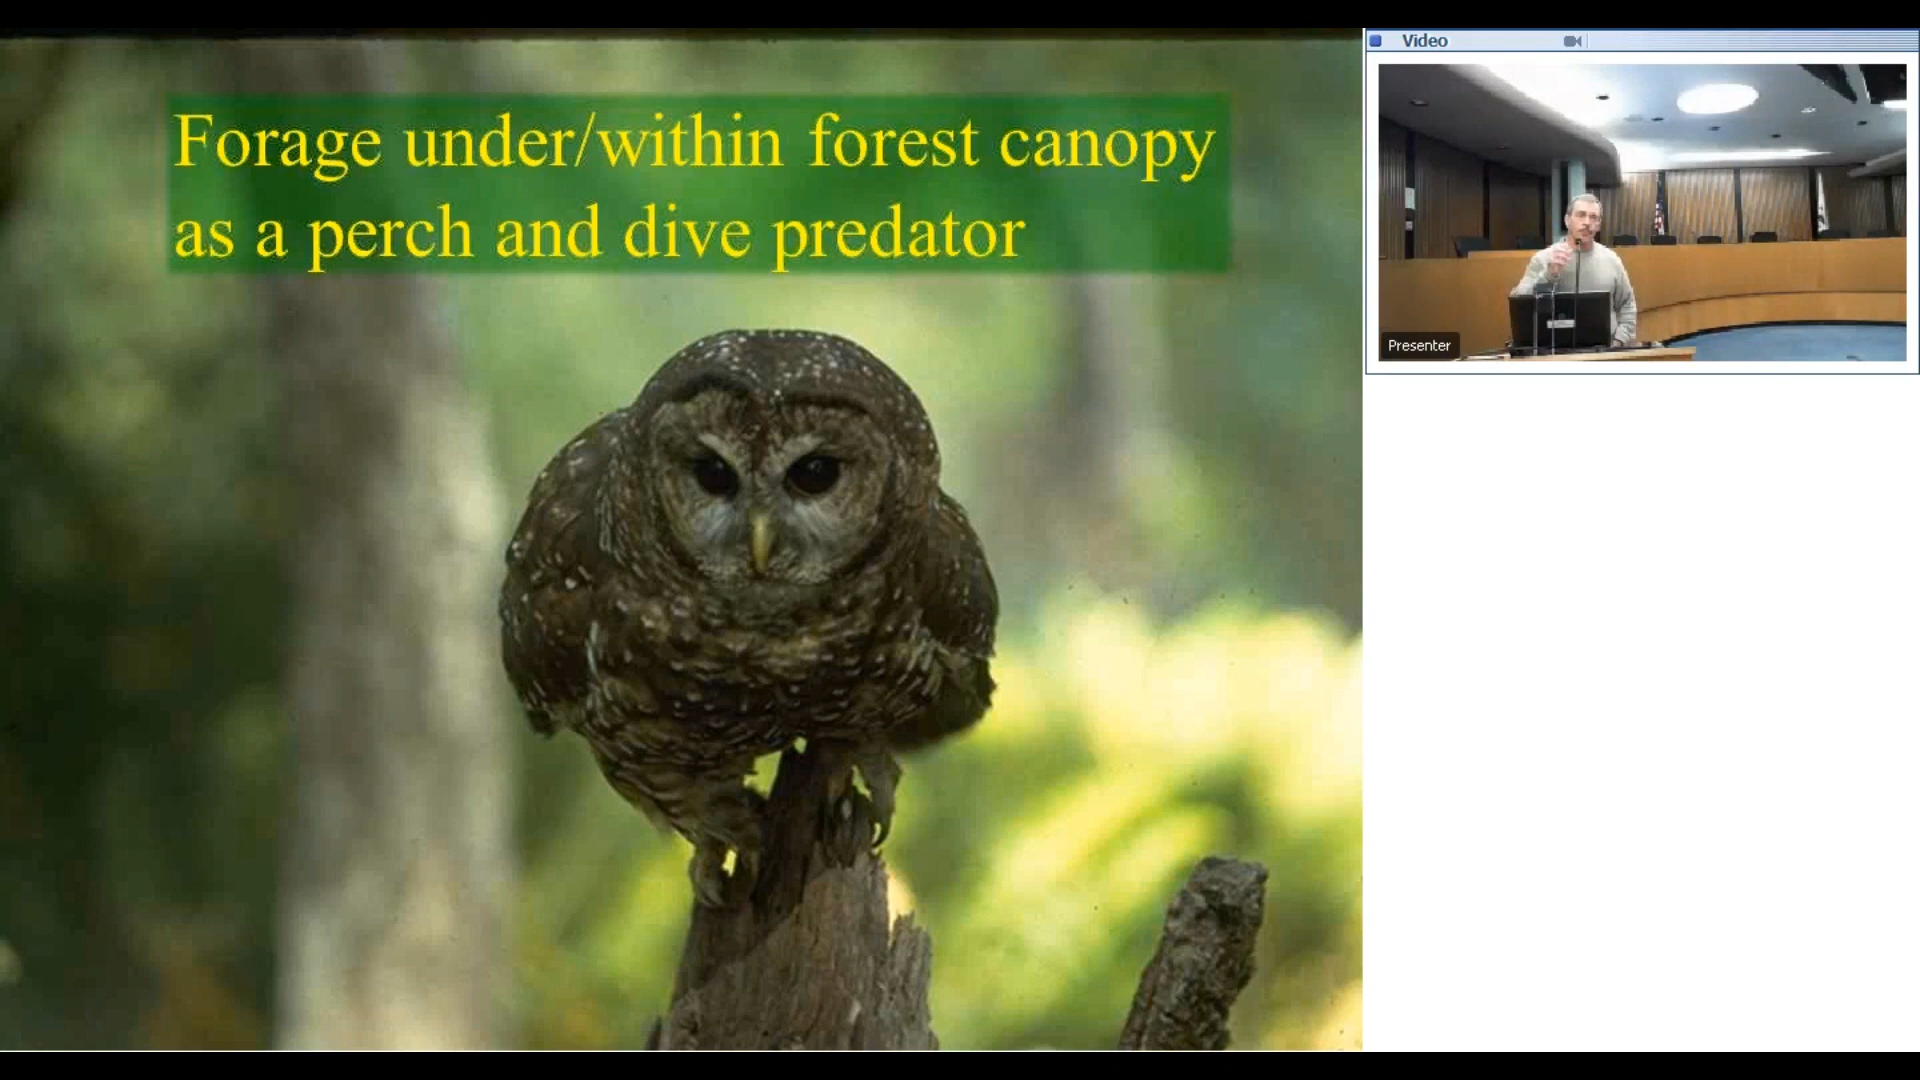 Forage under/within forest canopy
as a perch and dive predator
Video
Presenter